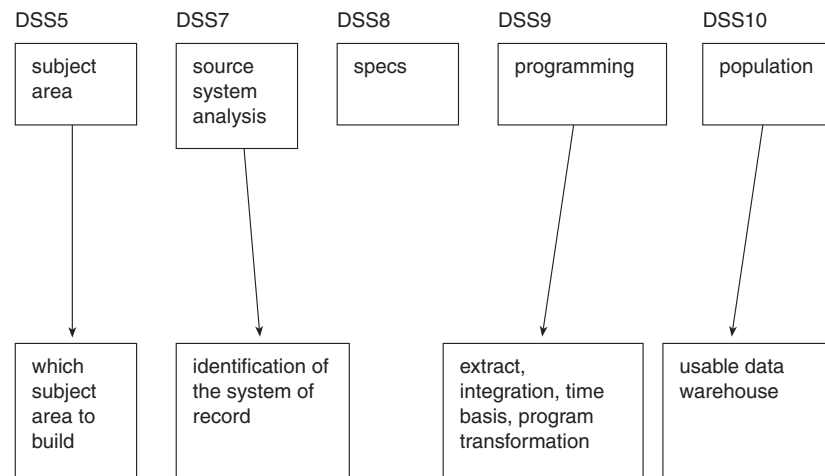 DSS5 DSS7 DSS8 DSS9 DSS10
subject
area
source
system
analysis
specs
programming
population
which
subject
area to
build
identification of
the system of
record
extract,
integration, time
basis, program
transformation
usable data
warehouse